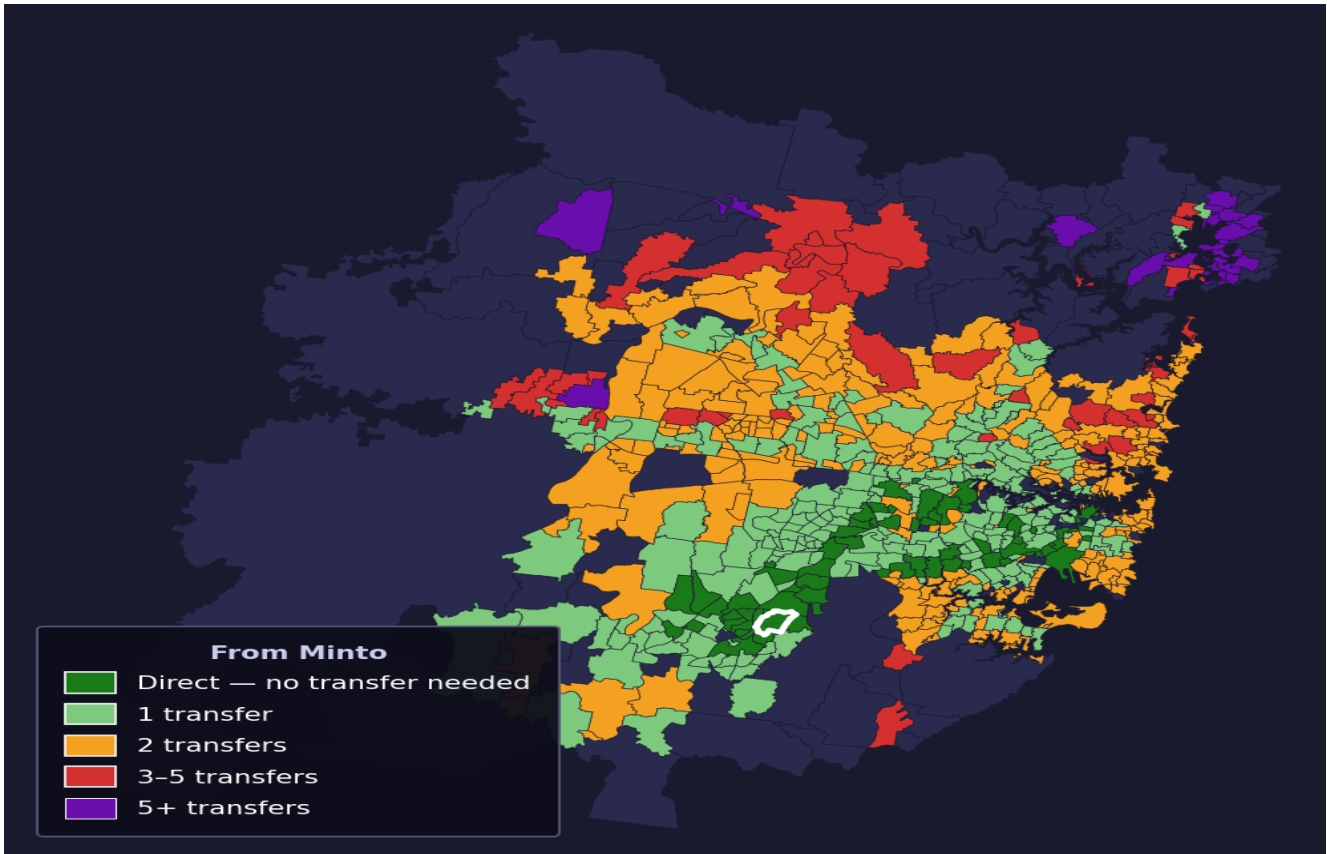 From Minto
Direct — no transfer needed
1 transfer
2 transfers
3–5 transfers
5+ transfers